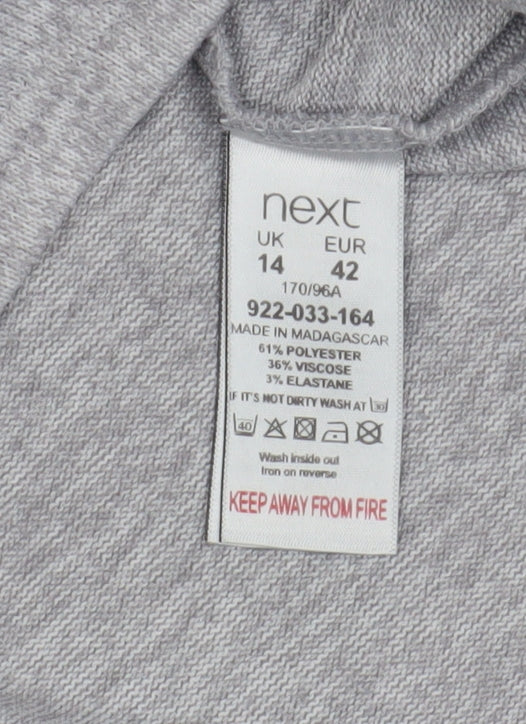 next
UK EUR
14 42
170/96A
922-033-164
MADE IN MADAGASCAR
61% POLYESTER
36% VISCOSE
3% ELASTANE
IF IT'S NOT DIRTY WASH AT 30
40
Wash inside out
Iron on reverse
KEEP AWAY FROM FIRE